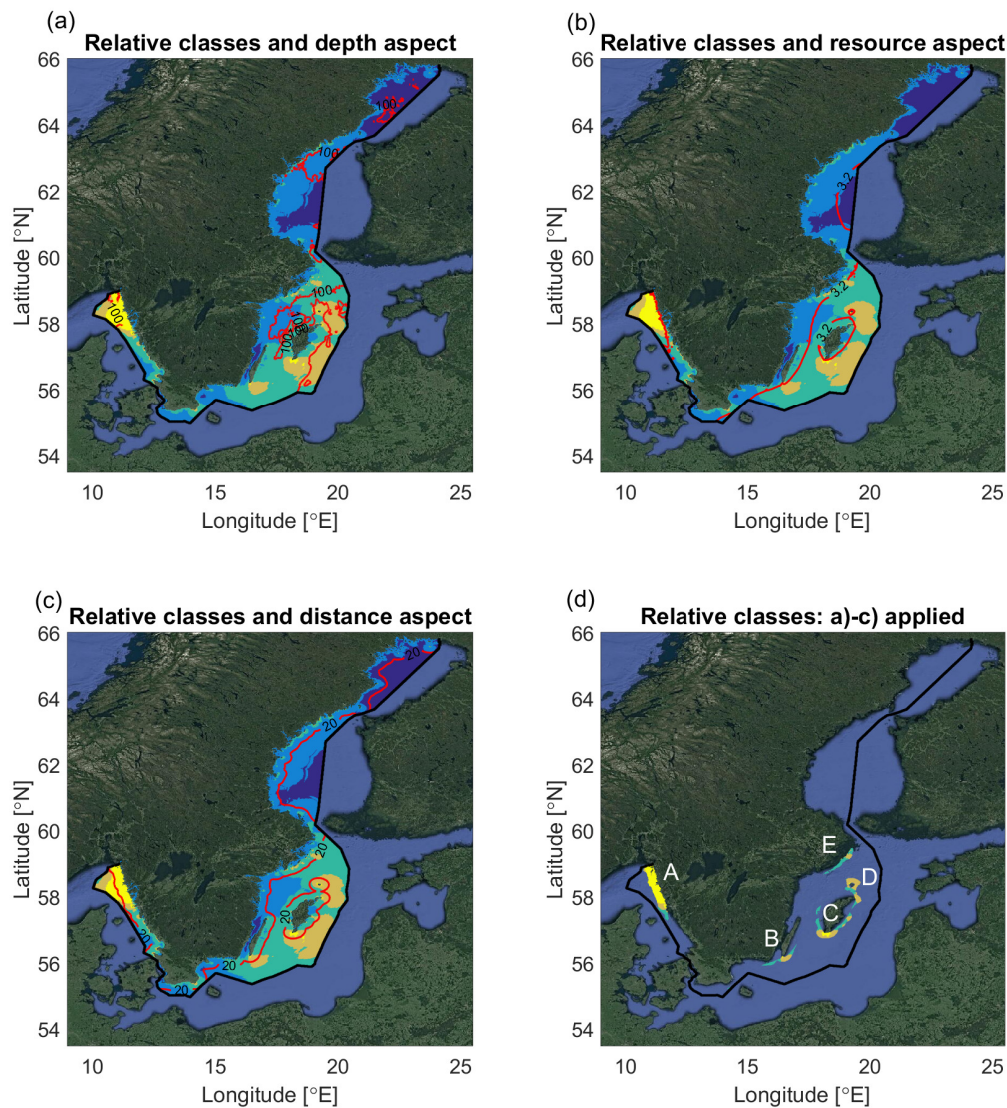 (a)
Relative classes and depth aspect
66
64
62
60
58
56
54
10
15
20
25
Latitude [°N]
Longitude [°E]
100
100
100
100
100
100
(b)
Relative classes and resource aspect
66
64
62
60
58
56
54
10
15
20
25
Latitude [°N]
Longitude [°E]
3.2
3.2
3.2
(c)
Relative classes and distance aspect
66
64
62
60
58
56
54
10
15
20
25
Latitude [°N]
Longitude [°E]
20
20
20
20
20
20
20
(d)
Relative classes: a)-c) applied
66
64
62
60
58
56
54
10
15
20
25
Latitude [°N]
Longitude [°E]
A
E
D
C
B